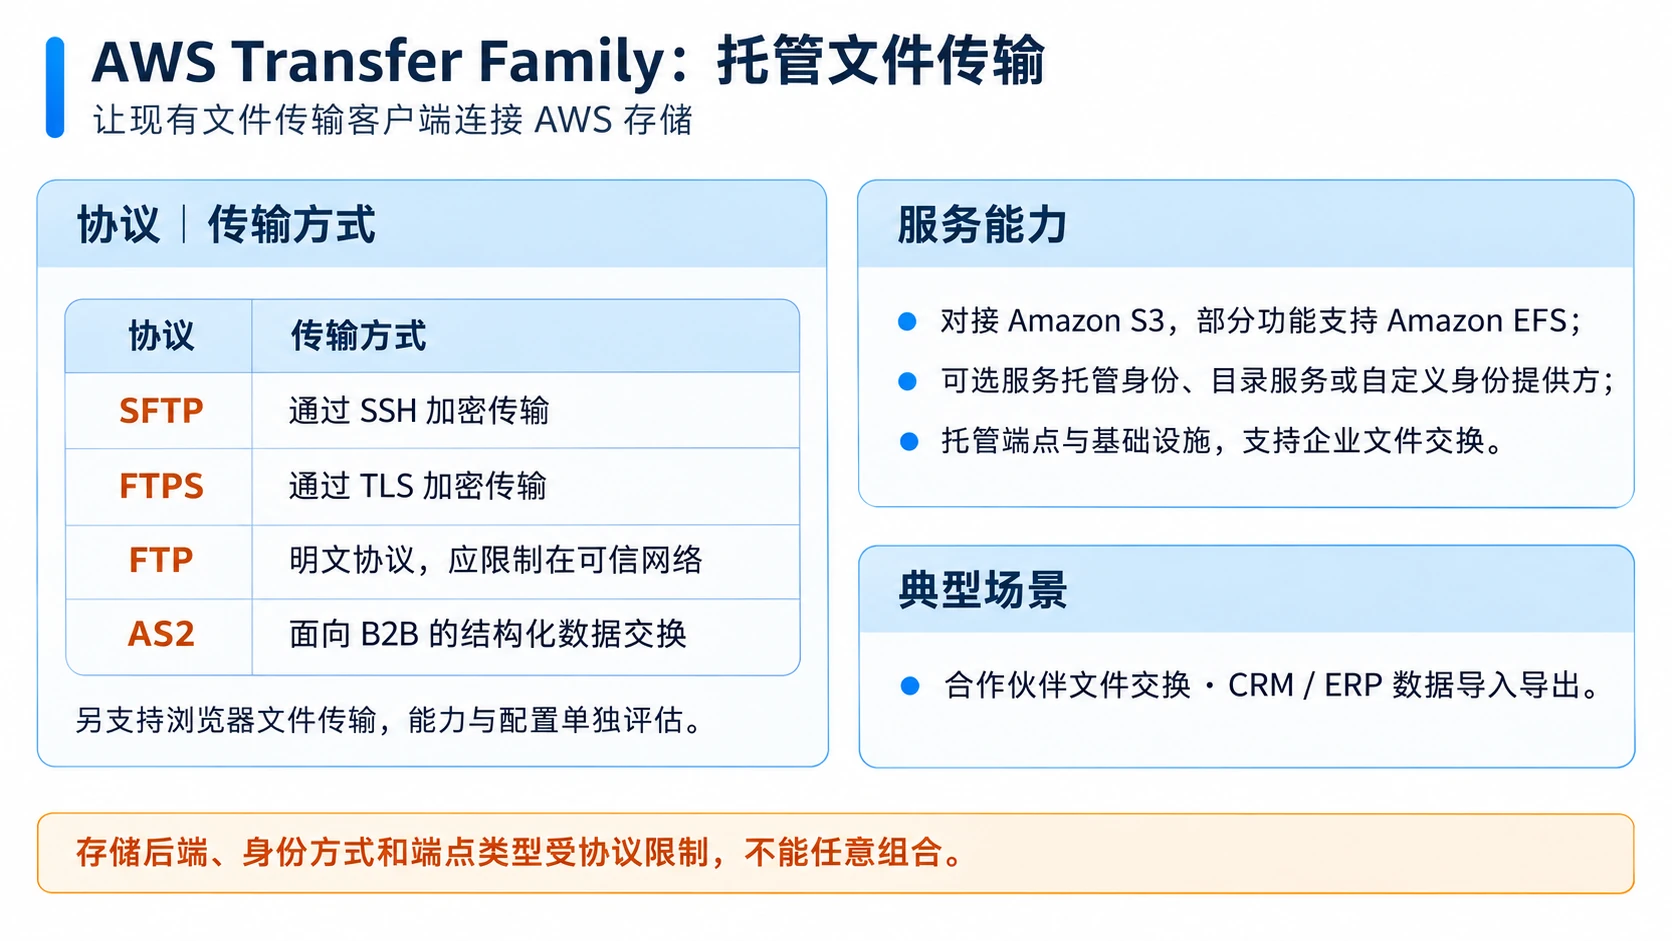 AWS Transfer Family：托管文件传输
让现有文件传输客户端连接 AWS 存储
协议｜传输方式
协议 传输方式
SFTP 通过 SSH 加密传输
FTPS 通过 TLS 加密传输
FTP 明文协议，应限制在可信网络
AS2 面向 B2B 的结构化数据交换
另支持浏览器文件传输，能力与配置单独评估。
服务能力
● 对接 Amazon S3，部分功能支持 Amazon EFS；
● 可选服务托管身份、目录服务或自定义身份提供方；
● 托管端点与基础设施，支持企业文件交换。
典型场景
● 合作伙伴文件交换・CRM / ERP 数据导入导出。
存储后端、身份方式和端点类型受协议限制，不能任意组合。